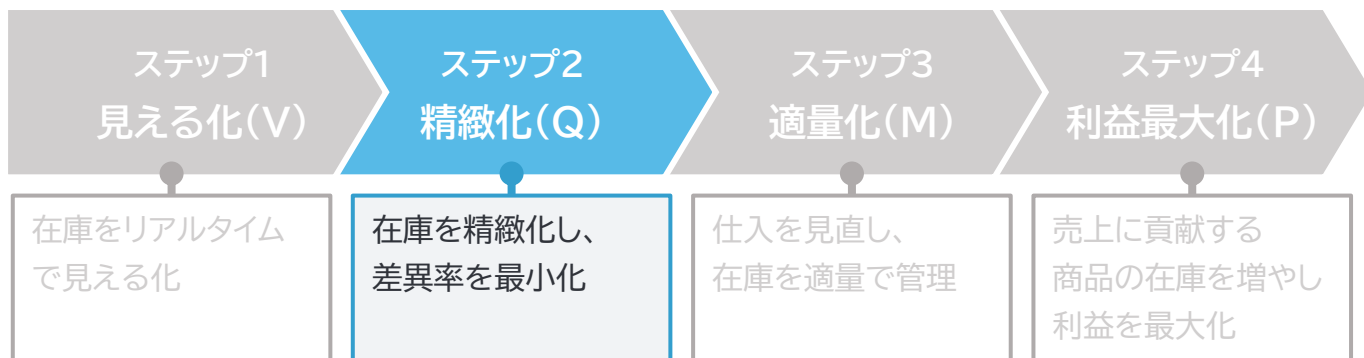 ステップ1
見える化(V)
在庫をリアルタイム
で見える化
ステップ2
精緻化(Q)
在庫を精緻化し、
差異率を最小化
ステップ3
適量化(M)
仕入を見直し、
在庫を適量で管理
ステップ4
利益最大化(P)
売上に貢献する
商品の在庫を増やし
利益を最大化